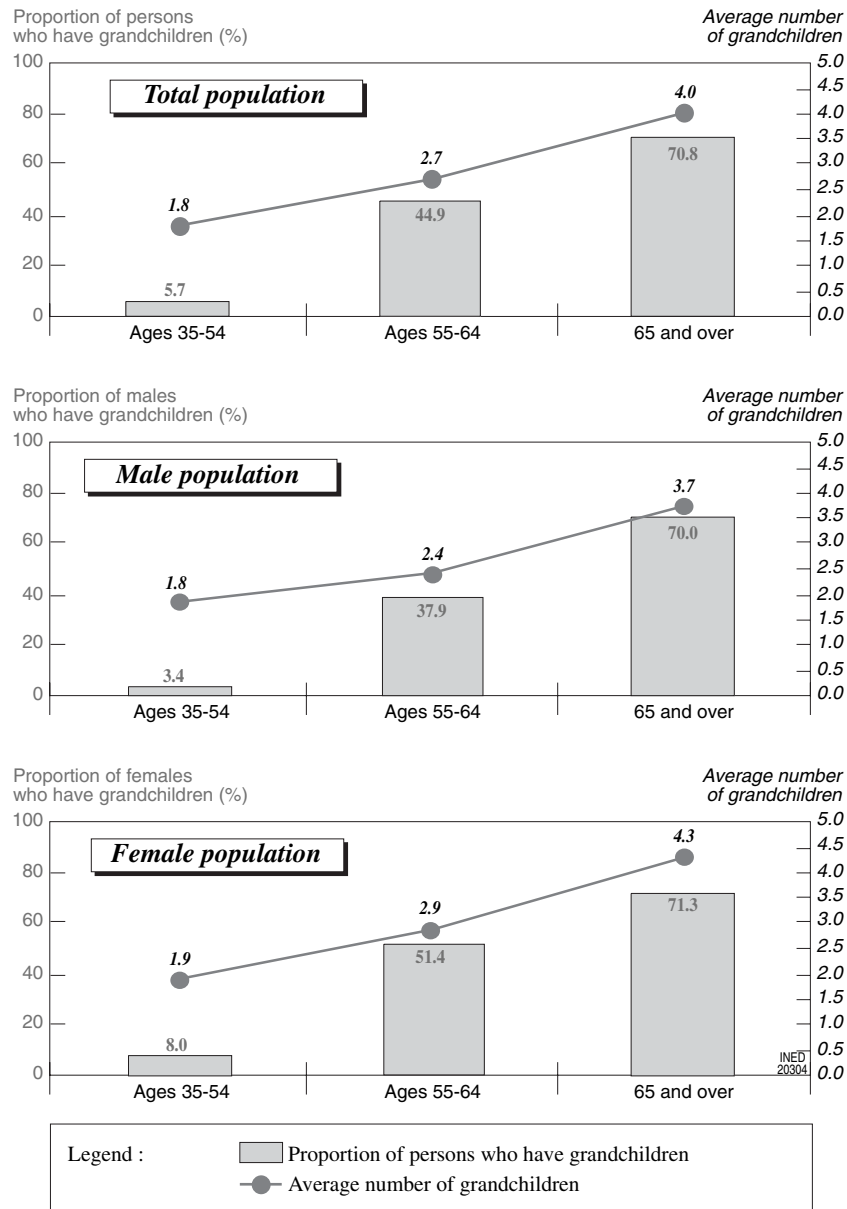 Proportion of persons
who have grandchildren (%)
Average number
of grandchildren
Total population
100
80
60
40
20
0
5.0
4.5
4.0
3.5
3.0
2.5
2.0
1.5
1.0
0.5
0.0
1.8
2.7
4.0
5.7
44.9
70.8
Ages 35-54
Ages 55-64
65 and over
Proportion of males
who have grandchildren (%)
Average number
of grandchildren
Male population
100
80
60
40
20
0
5.0
4.5
4.0
3.5
3.0
2.5
2.0
1.5
1.0
0.5
0.0
1.8
2.4
3.7
3.4
37.9
70.0
Ages 35-54
Ages 55-64
65 and over
Proportion of females
who have grandchildren (%)
Average number
of grandchildren
Female population
100
80
60
40
20
0
5.0
4.5
4.0
3.5
3.0
2.5
2.0
1.5
1.0
0.5
0.0
1.9
2.9
4.3
8.0
51.4
71.3
INED
20304
Ages 35-54
Ages 55-64
65 and over
Legend :
Proportion of persons who have grandchildren
Average number of grandchildren